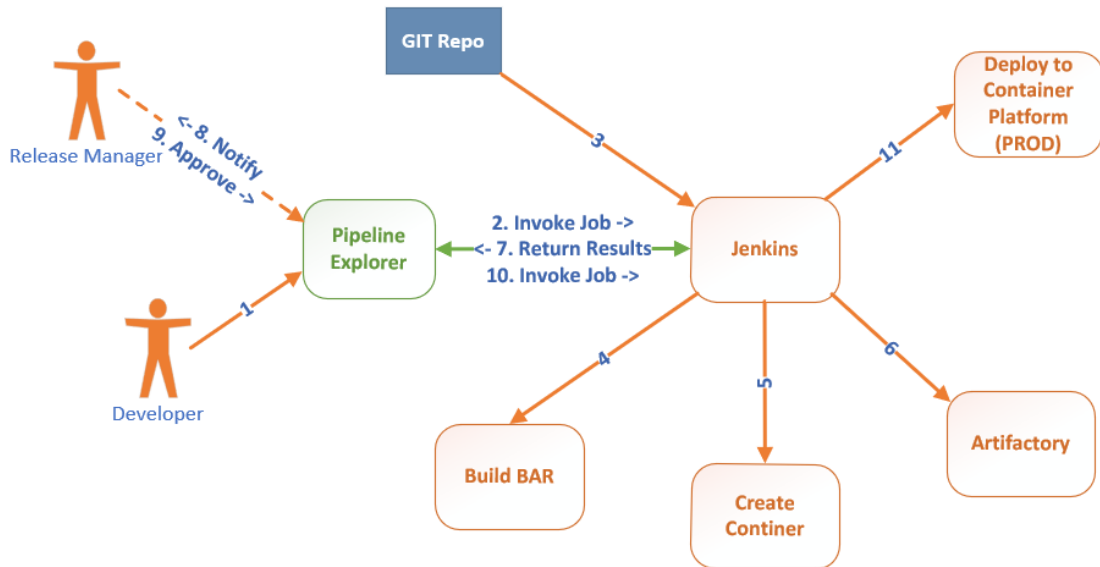 GIT Repo
Deploy to
Container
Platform
(PROD)
Release Manager
<- 8. Notify
9. Approve ->
3
11
Pipeline
Explorer
2. Invoke Job ->
<- 7. Return Results
10. Invoke Job ->
Jenkins
1
Developer
4
5
6
Build BAR
Create
Continer
Artifactory